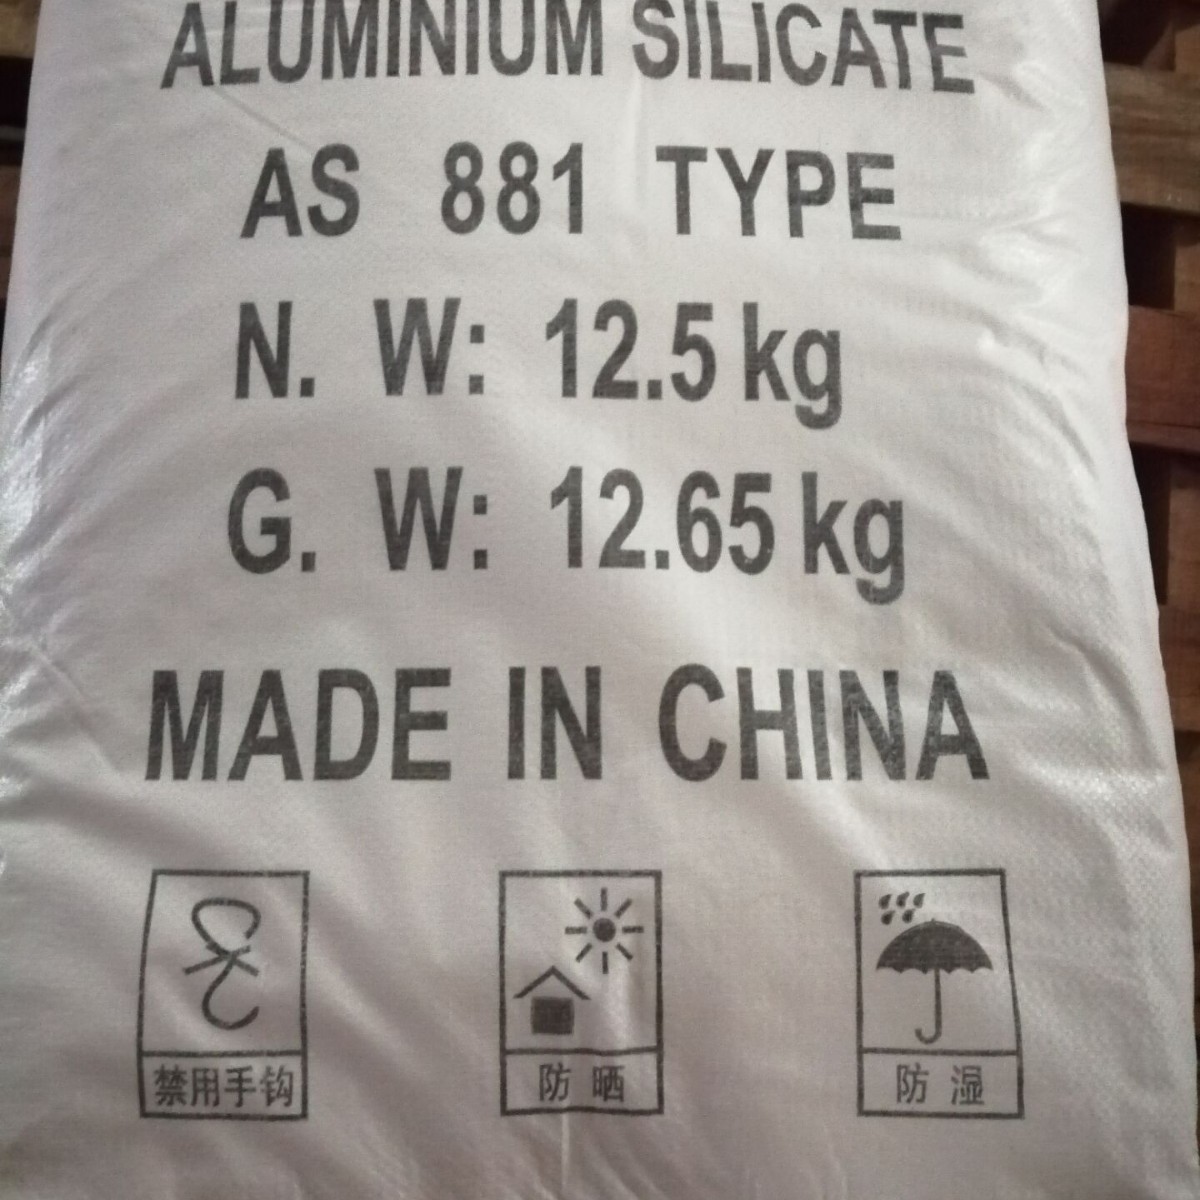 ALUMINIUM SILICATE
AS 881 TYPE
N. W: 12.5 kg
G. W: 12.65 kg
MADE IN CHINA
禁用手钩
防 晒
防 湿